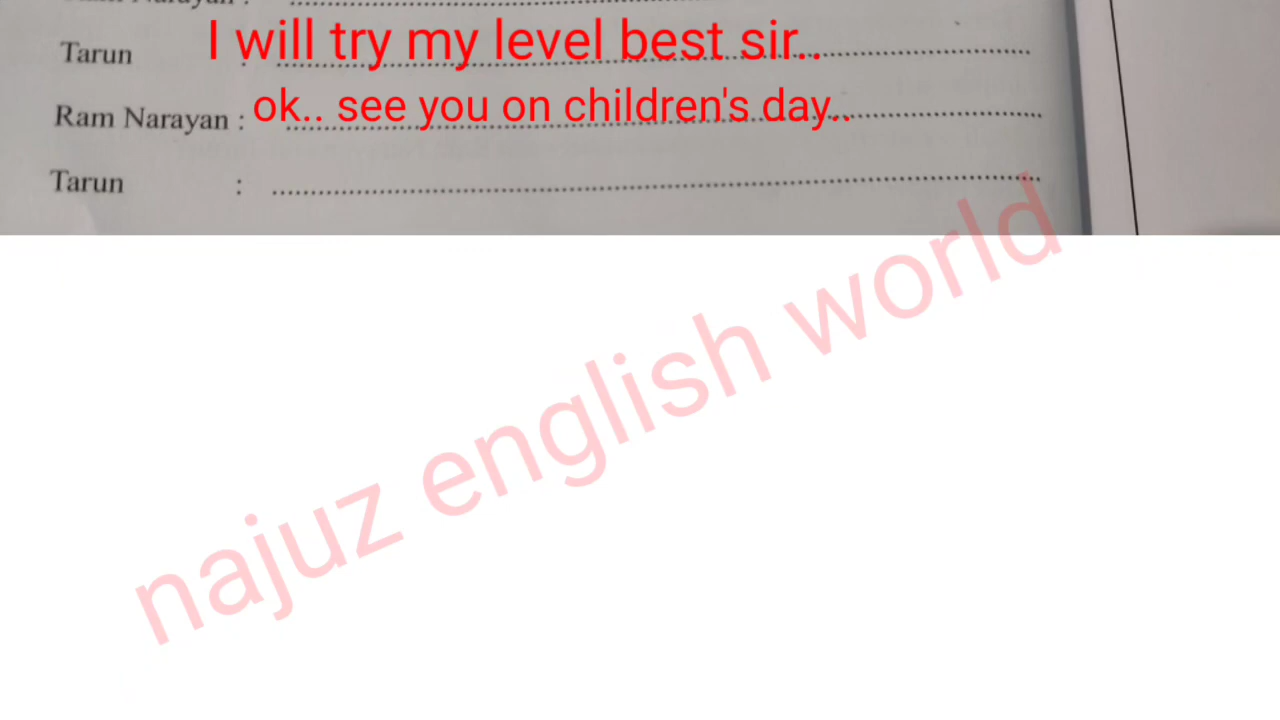 Narayan :
Tarun : I will try my level best sir..
Ram Narayan : ok.. see you on children's day..
Tarun :
najuz english world